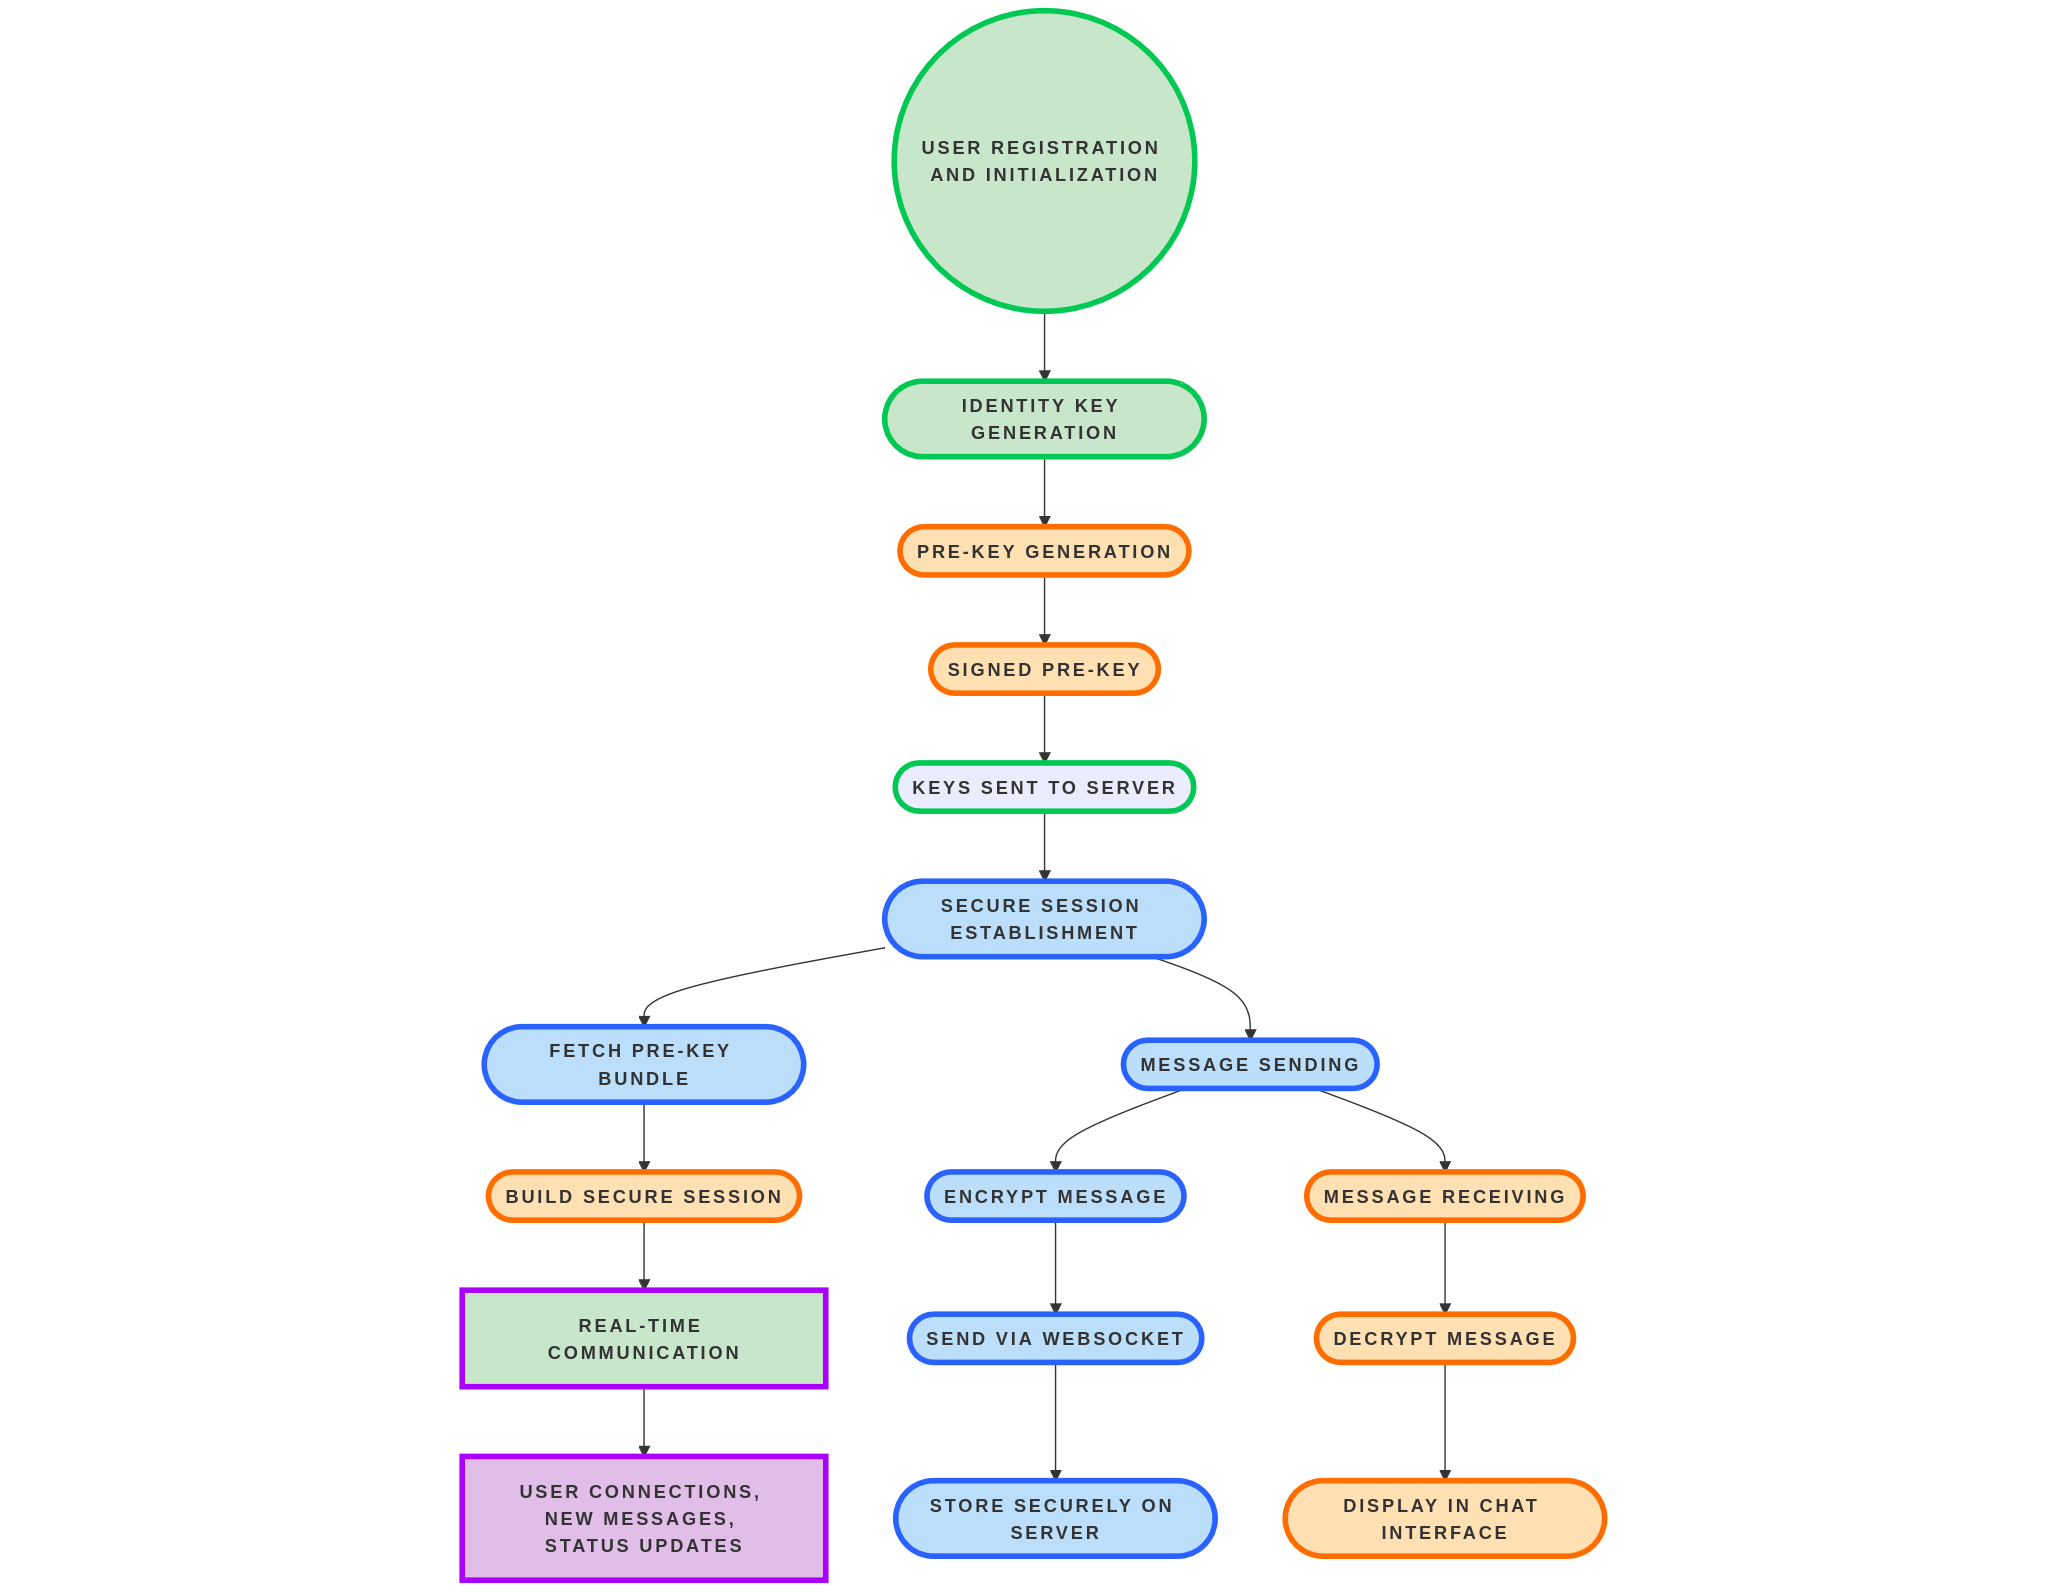 USER REGISTRATION
AND INITIALIZATION
IDENTITY KEY
GENERATION
PRE-KEY GENERATION
SIGNED PRE-KEY
KEYS SENT TO SERVER
SECURE SESSION
ESTABLISHMENT
FETCH PRE-KEY
BUNDLE
MESSAGE SENDING
BUILD SECURE SESSION
ENCRYPT MESSAGE
MESSAGE RECEIVING
REAL-TIME
COMMUNICATION
SEND VIA WEBSOCKET
DECRYPT MESSAGE
USER CONNECTIONS,
NEW MESSAGES,
STATUS UPDATES
STORE SECURELY ON
SERVER
DISPLAY IN CHAT
INTERFACE